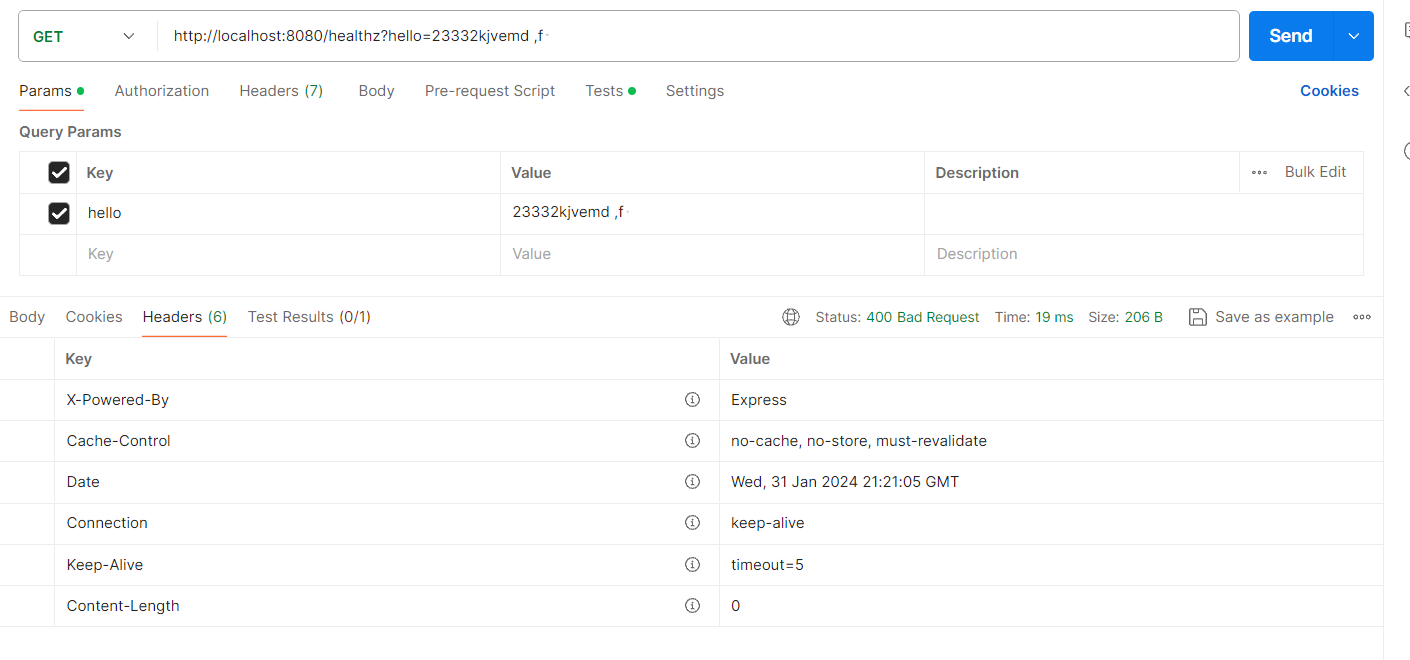 GET http://localhost:8080/healthz?hello=23332kjvemd ,f Send
Params Authorization Headers (7) Body Pre-request Script Tests Settings Cookies
Query Params
Key Value Description Bulk Edit
hello 23332kjvemd ,f
Key Value Description
Body Cookies Headers (6) Test Results (0/1) Status: 400 Bad Request Time: 19 ms Size: 206 B Save as example
Key Value
X-Powered-By Express
Cache-Control no-cache, no-store, must-revalidate
Date Wed, 31 Jan 2024 21:21:05 GMT
Connection keep-alive
Keep-Alive timeout=5
Content-Length 0